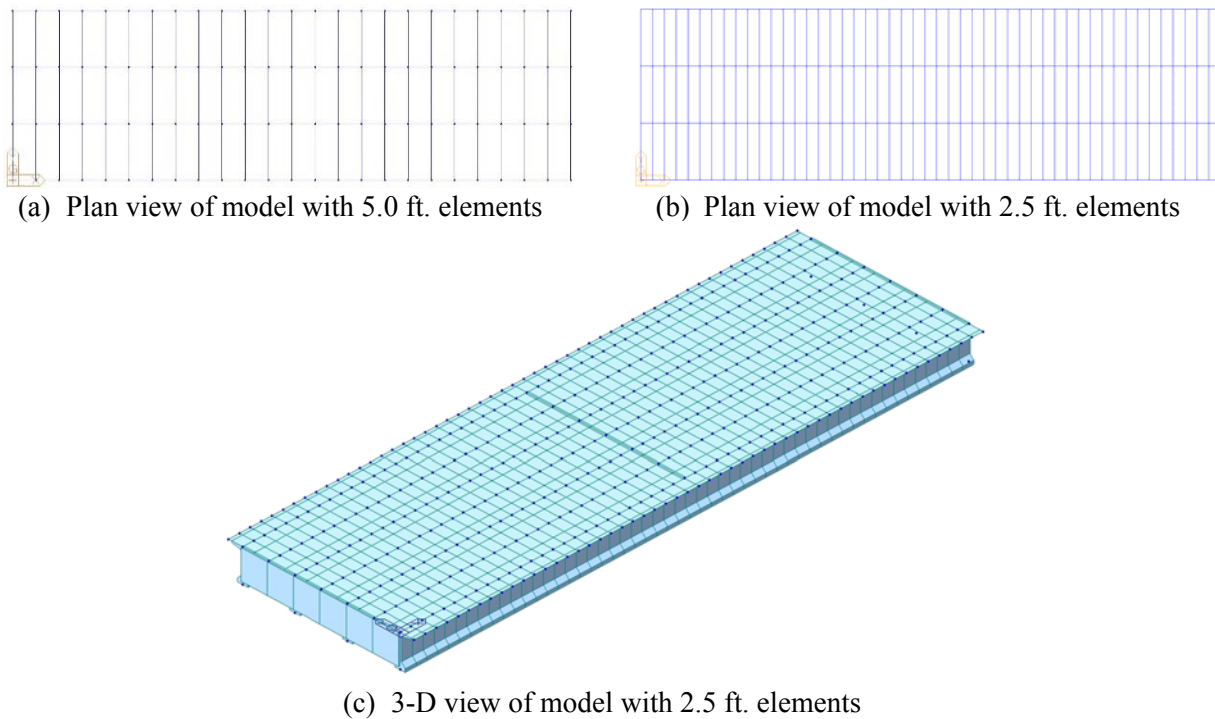 (a) Plan view of model with 5.0 ft. elements
(b) Plan view of model with 2.5 ft. elements
(c) 3-D view of model with 2.5 ft. elements